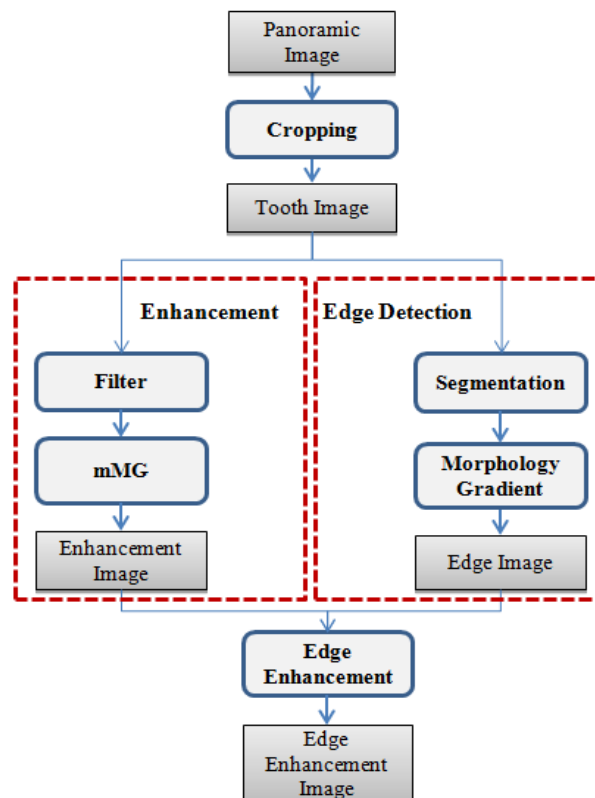 Panoramic
Image
Cropping
Tooth Image
Enhancement
Filter
mMG
Enhancement
Image
Edge Detection
Segmentation
Morphology
Gradient
Edge Image
Edge
Enhancement
Edge
Enhancement
Image